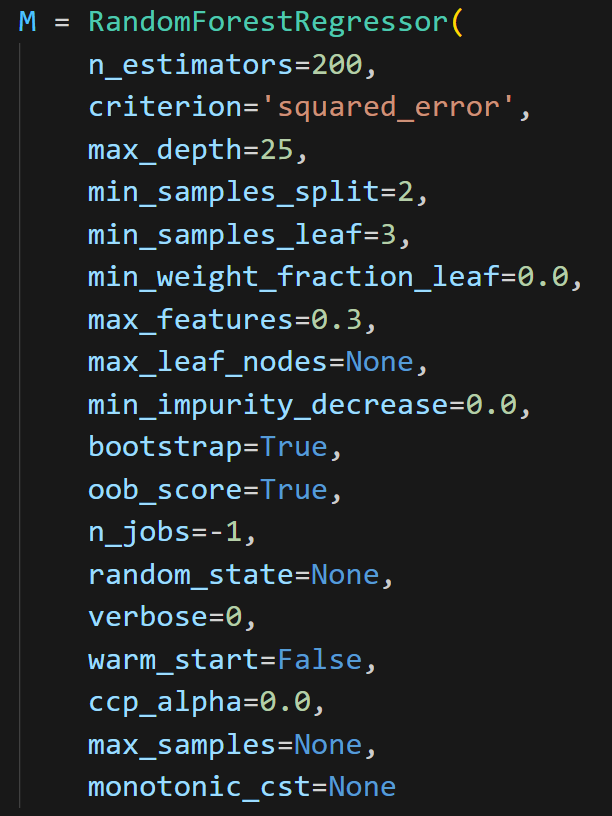 M = RandomForestRegressor(
    n_estimators=200,
    criterion='squared_error',
    max_depth=25,
    min_samples_split=2,
    min_samples_leaf=3,
    min_weight_fraction_leaf=0.0,
    max_features=0.3,
    max_leaf_nodes=None,
    min_impurity_decrease=0.0,
    bootstrap=True,
    oob_score=True,
    n_jobs=-1,
    random_state=None,
    verbose=0,
    warm_start=False,
    ccp_alpha=0.0,
    max_samples=None,
    monotonic_cst=None